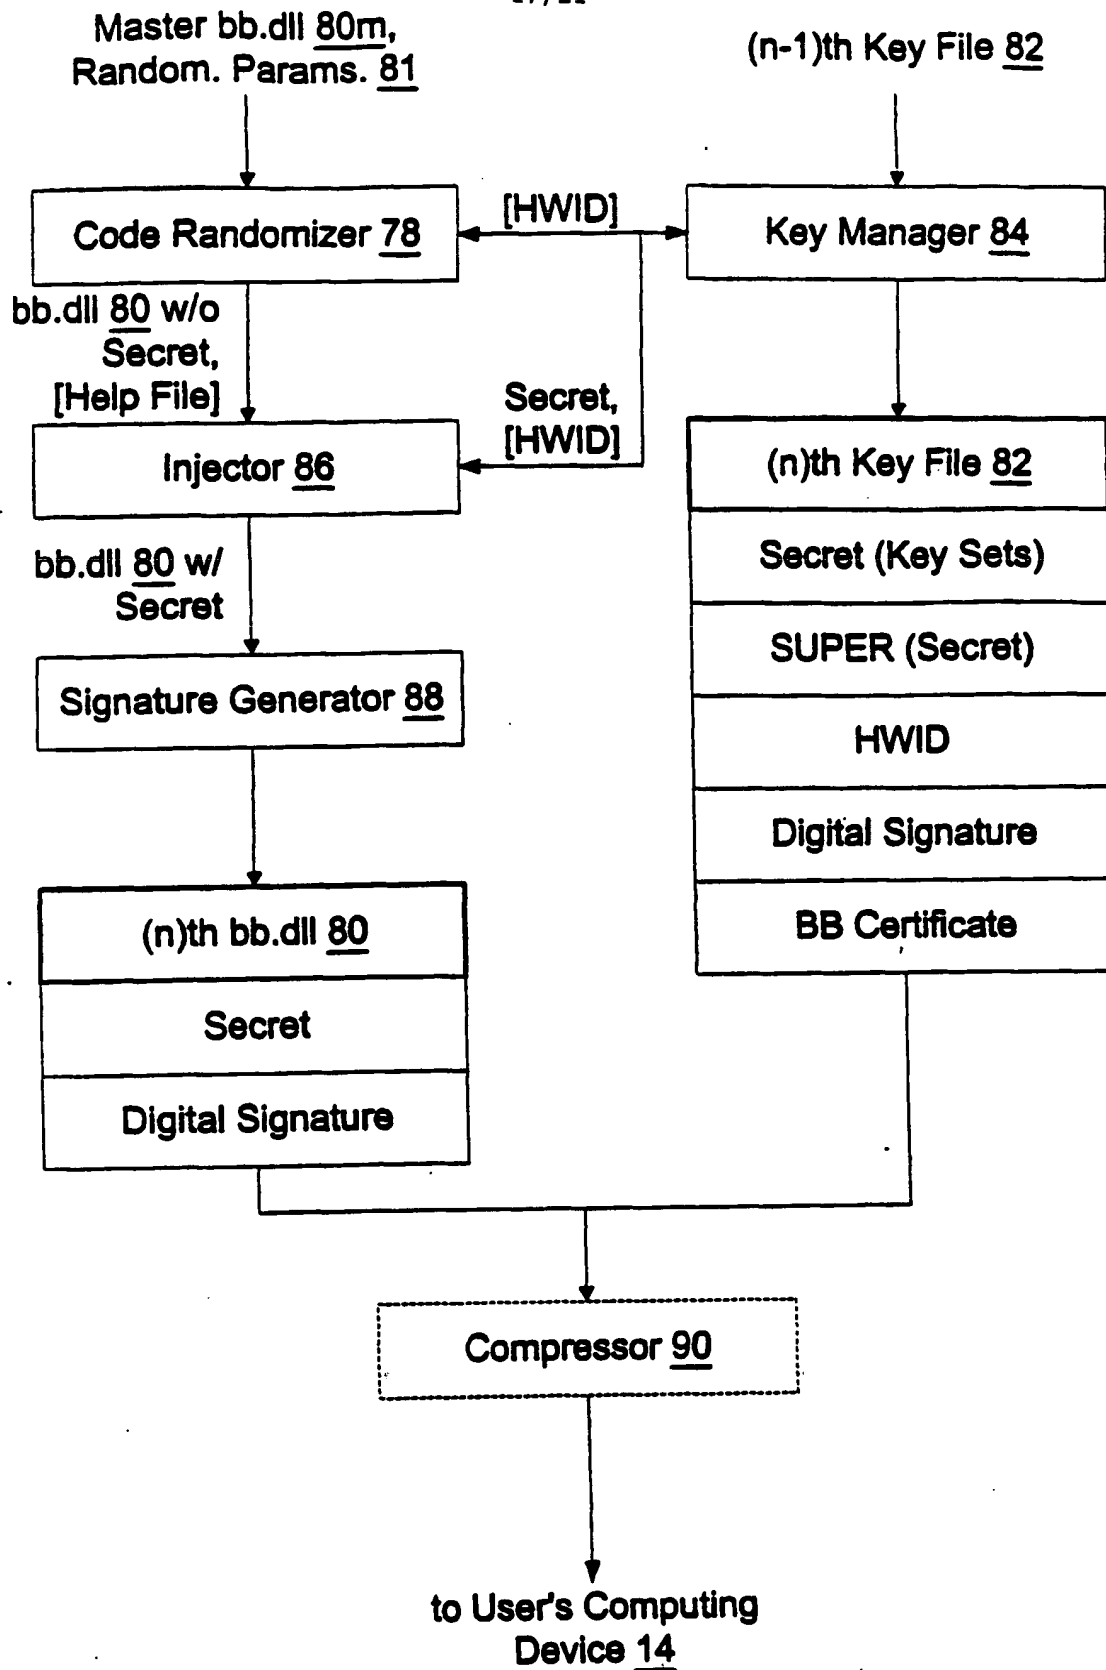 Master bb.dll 80m,
Random. Params. 81
(n-1)th Key File 82
Code Randomizer 78
[HWID]
Key Manager 84
bb.dll 80 w/o
Secret,
[Help File]
Secret,
[HWID]
Injector 86
(n)th Key File 82
Secret (Key Sets)
SUPER (Secret)
HWID
Digital Signature
BB Certificate
bb.dll 80 w/
Secret
Signature Generator 88
(n)th bb.dll 80
Secret
Digital Signature
Compressor 90
to User's Computing
Device 14